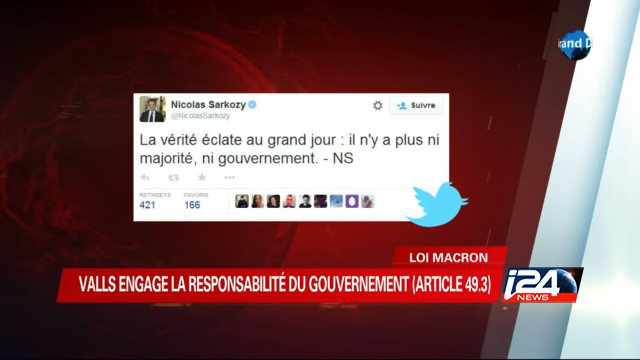 rand D
Nicolas Sarkozy
@NicolasSarkozy
Suivre
La vérité éclate au grand jour : il n'y a plus ni
majorité, ni gouvernement. - NS
RETWEETS FAVORIS
421 166
LOI MACRON
VALLS ENGAGE LA RESPONSABILITÉ DU GOUVERNEMENT (ARTICLE 49.3)
i24
NEWS